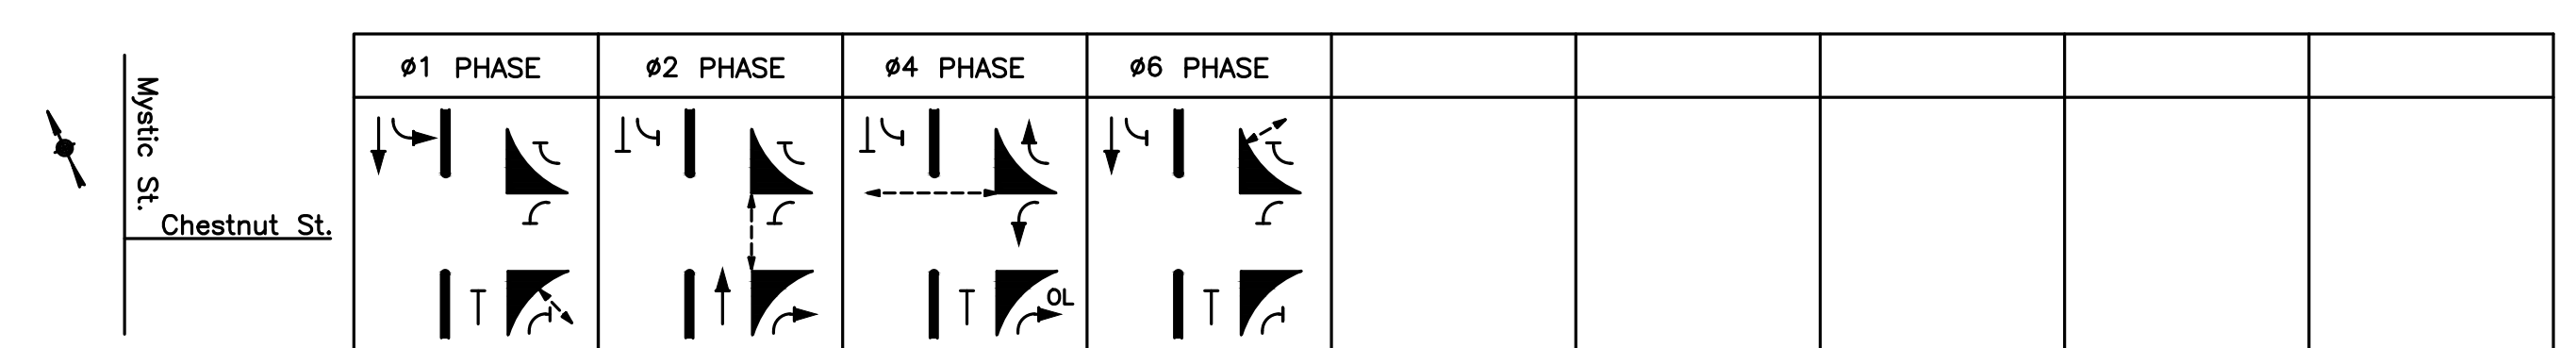 ø1 PHASE
ø2 PHASE
ø4 PHASE
ø6 PHASE
Mystic St.
Chestnut St.
OL